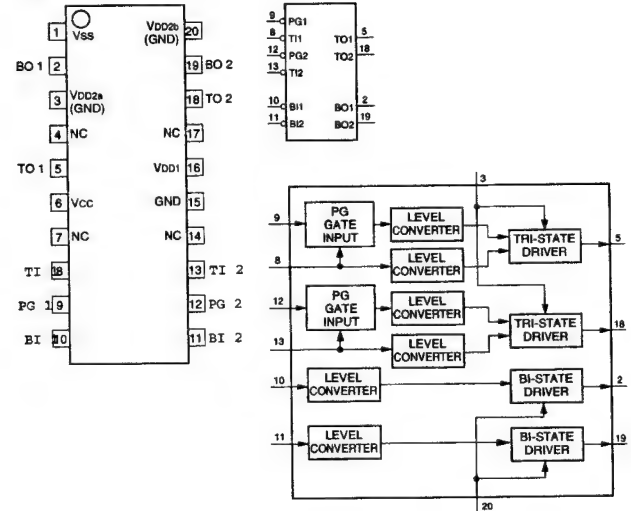 1 Vss
VDD2b 20
(GND)
BO 1 2
19 BO 2
3 VDD2a
(GND)
18 TO 2
4 NC
NC 17
TO 1 5
VDD1 16
6 Vcc
GND 15
7 NC
NC 14
TI 18
13 TI 2
PG 19
12 PG 2
BI 10
11 BI 2
9 PG1
8 TI1
12 PG2
13 TI2
10 BI1
11 BI2
TO1 5
TO2 18
BO1 2
BO2 19
3
9
PG
GATE
INPUT
LEVEL
CONVERTER
TRI-STATE
DRIVER
5
8
LEVEL
CONVERTER
12
PG
GATE
INPUT
LEVEL
CONVERTER
TRI-STATE
DRIVER
18
13
LEVEL
CONVERTER
10
LEVEL
CONVERTER
BI-STATE
DRIVER
2
11
LEVEL
CONVERTER
BI-STATE
DRIVER
19
20